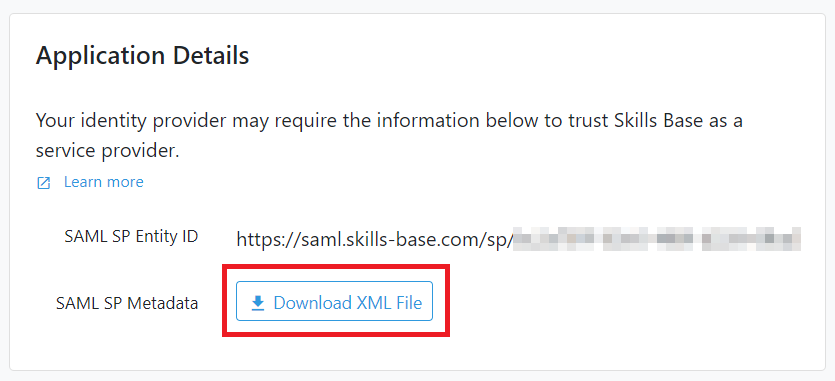 Application Details
Your identity provider may require the information below to trust Skills Base as a
service provider.
Learn more
SAML SP Entity ID
https://saml.skills-base.com/sp/
SAML SP Metadata
Download XML File